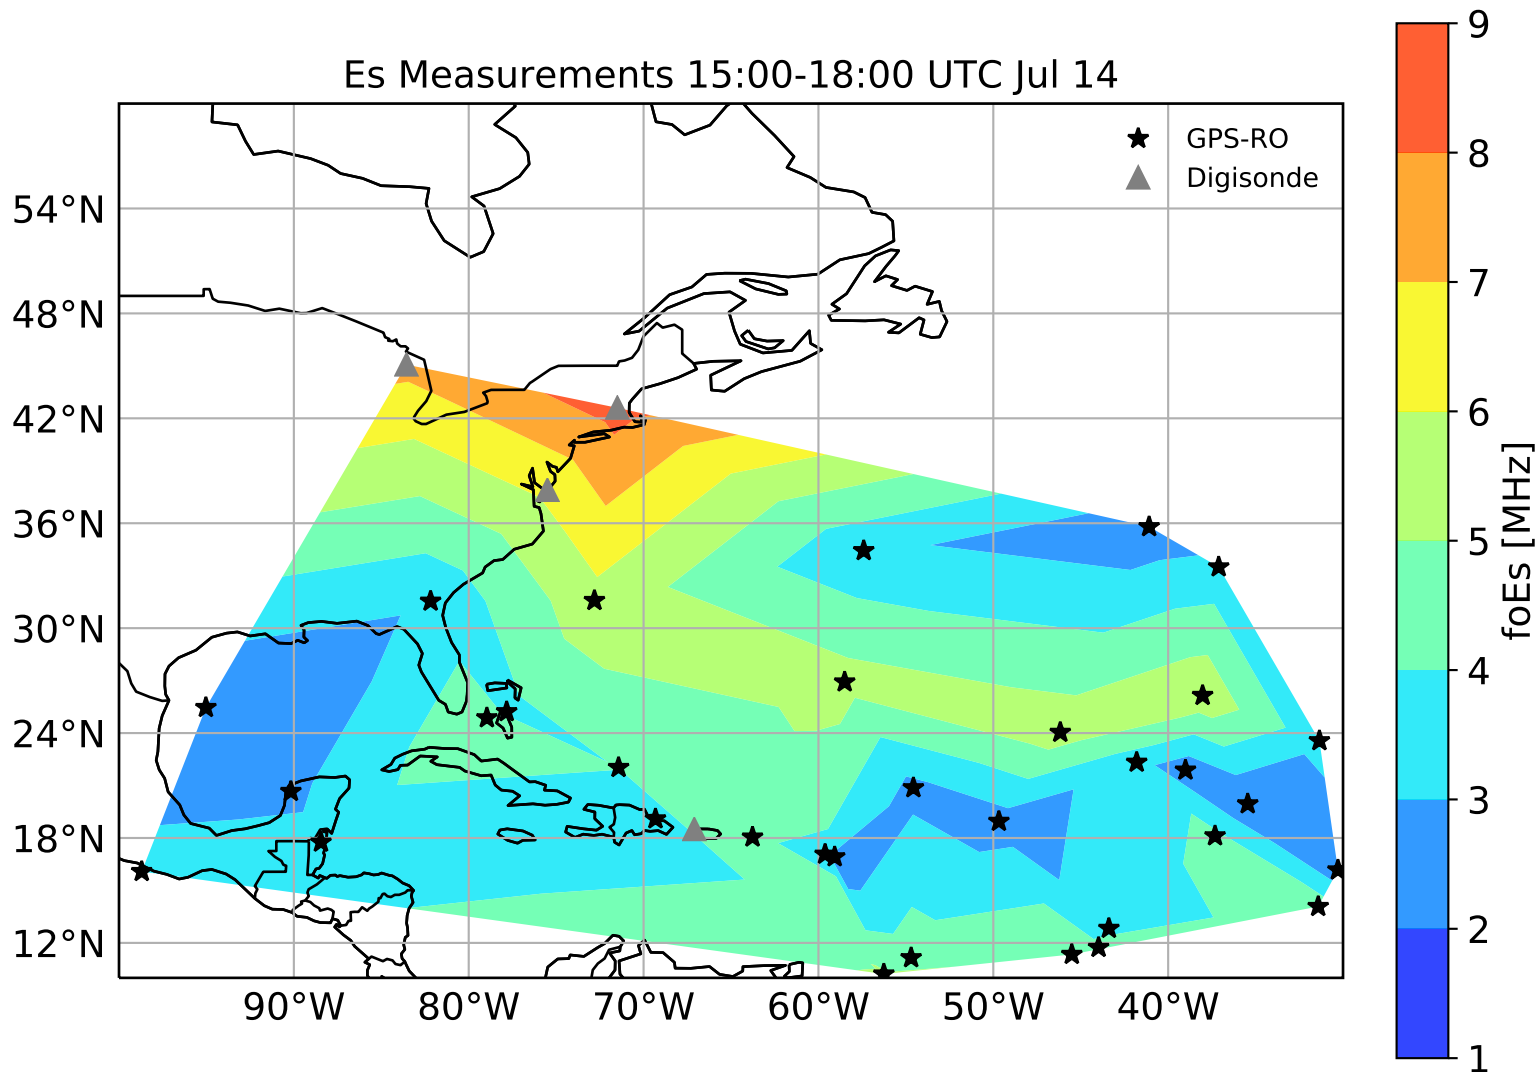 Es Measurements 15:00-18:00 UTC Jul 14
GPS-RO
Digisonde
54°N
48°N
42°N
36°N
30°N
24°N
18°N
12°N
90°W 80°W 70°W 60°W 50°W 40°W
9
8
7
6
5
4
3
2
1
foEs [MHz]